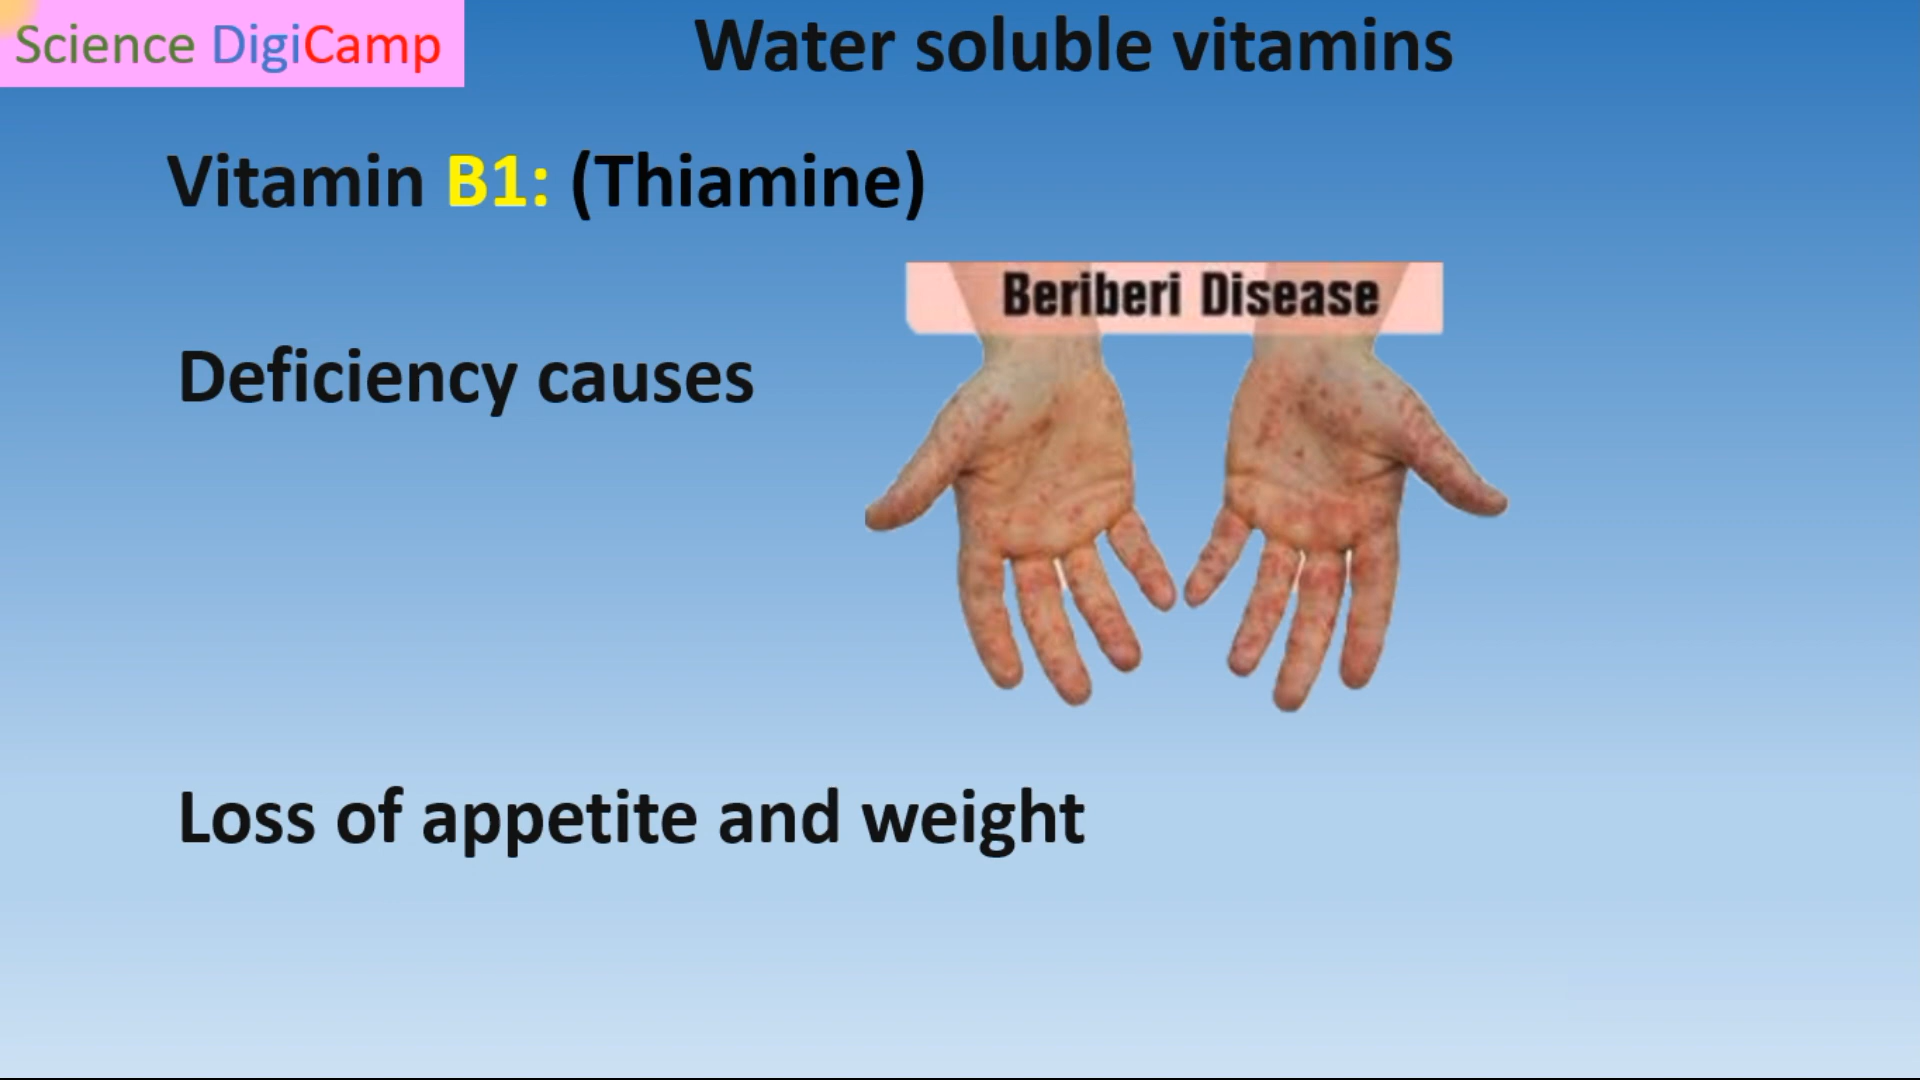 Science DigiCamp
Water soluble vitamins
Vitamin B1: (Thiamine)
Beriberi Disease
Deficiency causes
Loss of appetite and weight